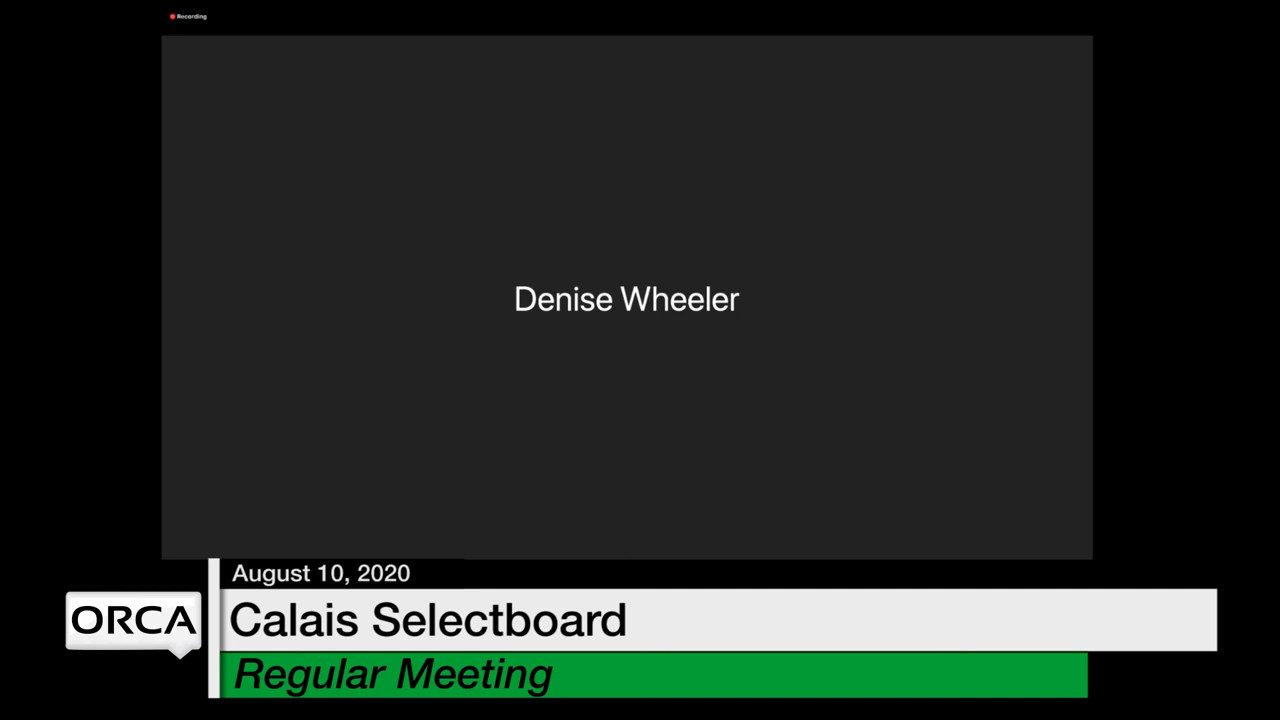 Recording
Denise Wheeler
August 10, 2020
ORCA
Calais Selectboard
Regular Meeting